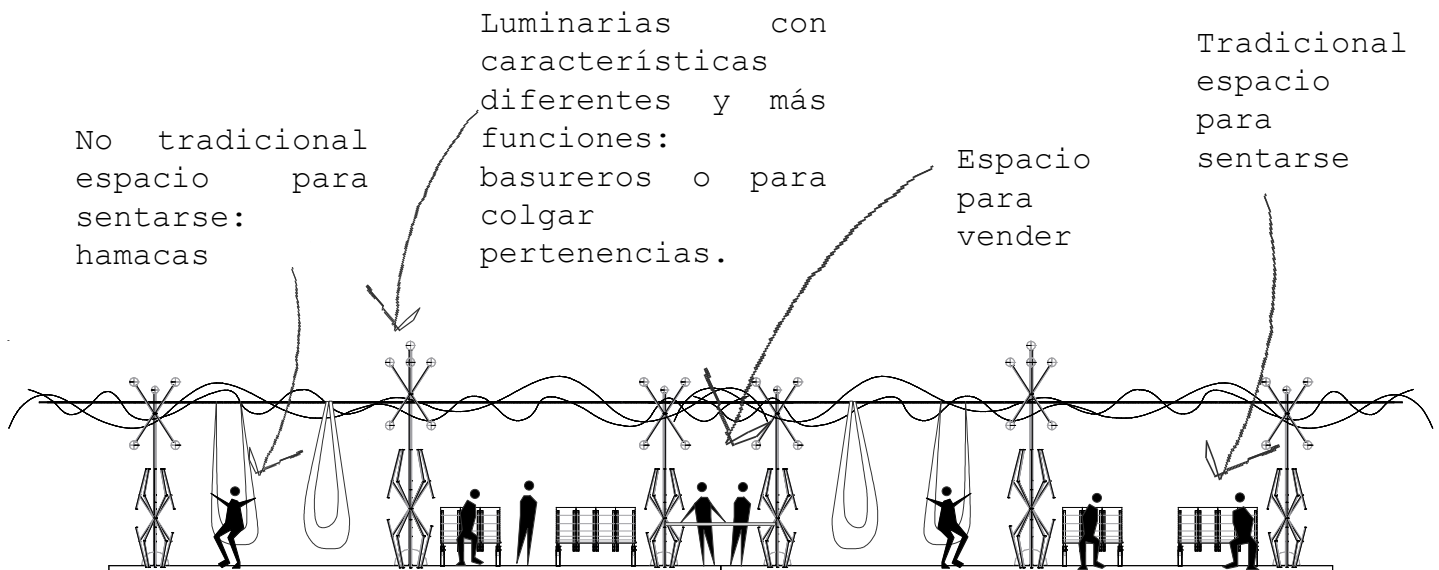 No tradicional
espacio para
sentarse:
hamacas
Luminarias con
características
diferentes y más
funciones:
basureros o para
colgar
pertenencias.
Espacio
para
vender
Tradicional
espacio
para
sentarse